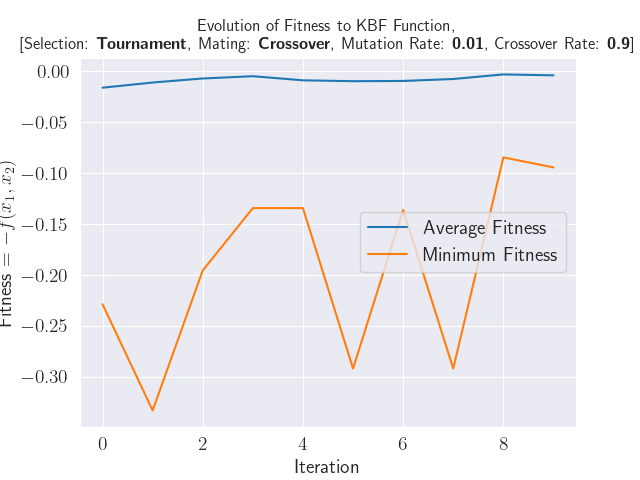 Evolution of Fitness to KBF Function,
[Selection: Tournament, Mating: Crossover, Mutation Rate: 0.01, Crossover Rate: 0.9]
0.00
−0.05
−0.10
−0.15
−0.20
−0.25
−0.30
Fitness = −f(x₁, x₂)
Average Fitness
Minimum Fitness
0 2 4 6 8
Iteration